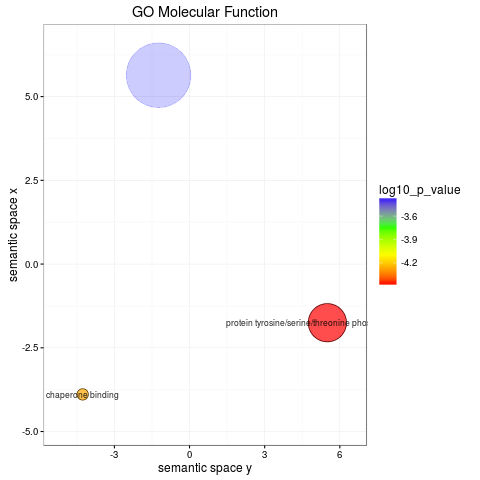 GO Molecular Function
5.0
2.5
0.0
-2.5
-5.0
semantic space x
protein tyrosine/serine/threonine pho
chaperone binding
-3
0
3
6
semantic space y
log10_p_value
-3.6
-3.9
-4.2